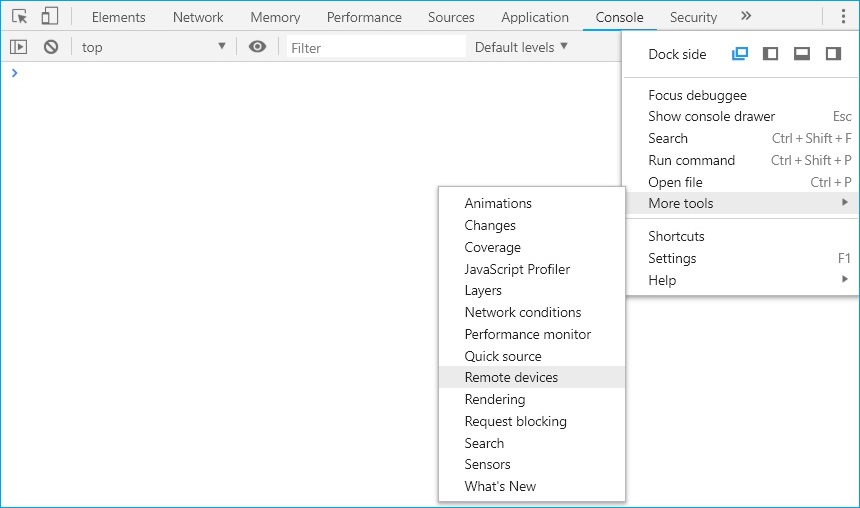 Elements Network Memory Performance Sources Application Console Security »
top ▼ Filter Default levels ▼
Dock side
Focus debuggee
Show console drawer Esc
Search Ctrl + Shift + F
Run command Ctrl + Shift + P
Open file Ctrl + P
More tools
Shortcuts
Settings F1
Help
Animations
Changes
Coverage
JavaScript Profiler
Layers
Network conditions
Performance monitor
Quick source
Remote devices
Rendering
Request blocking
Search
Sensors
What's New